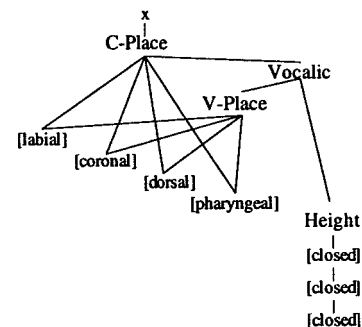 x
C-Place
Vocalic
V-Place
[labial]
[coronal]
[dorsal]
[pharyngeal]
Height
[closed]
[closed]
[closed]